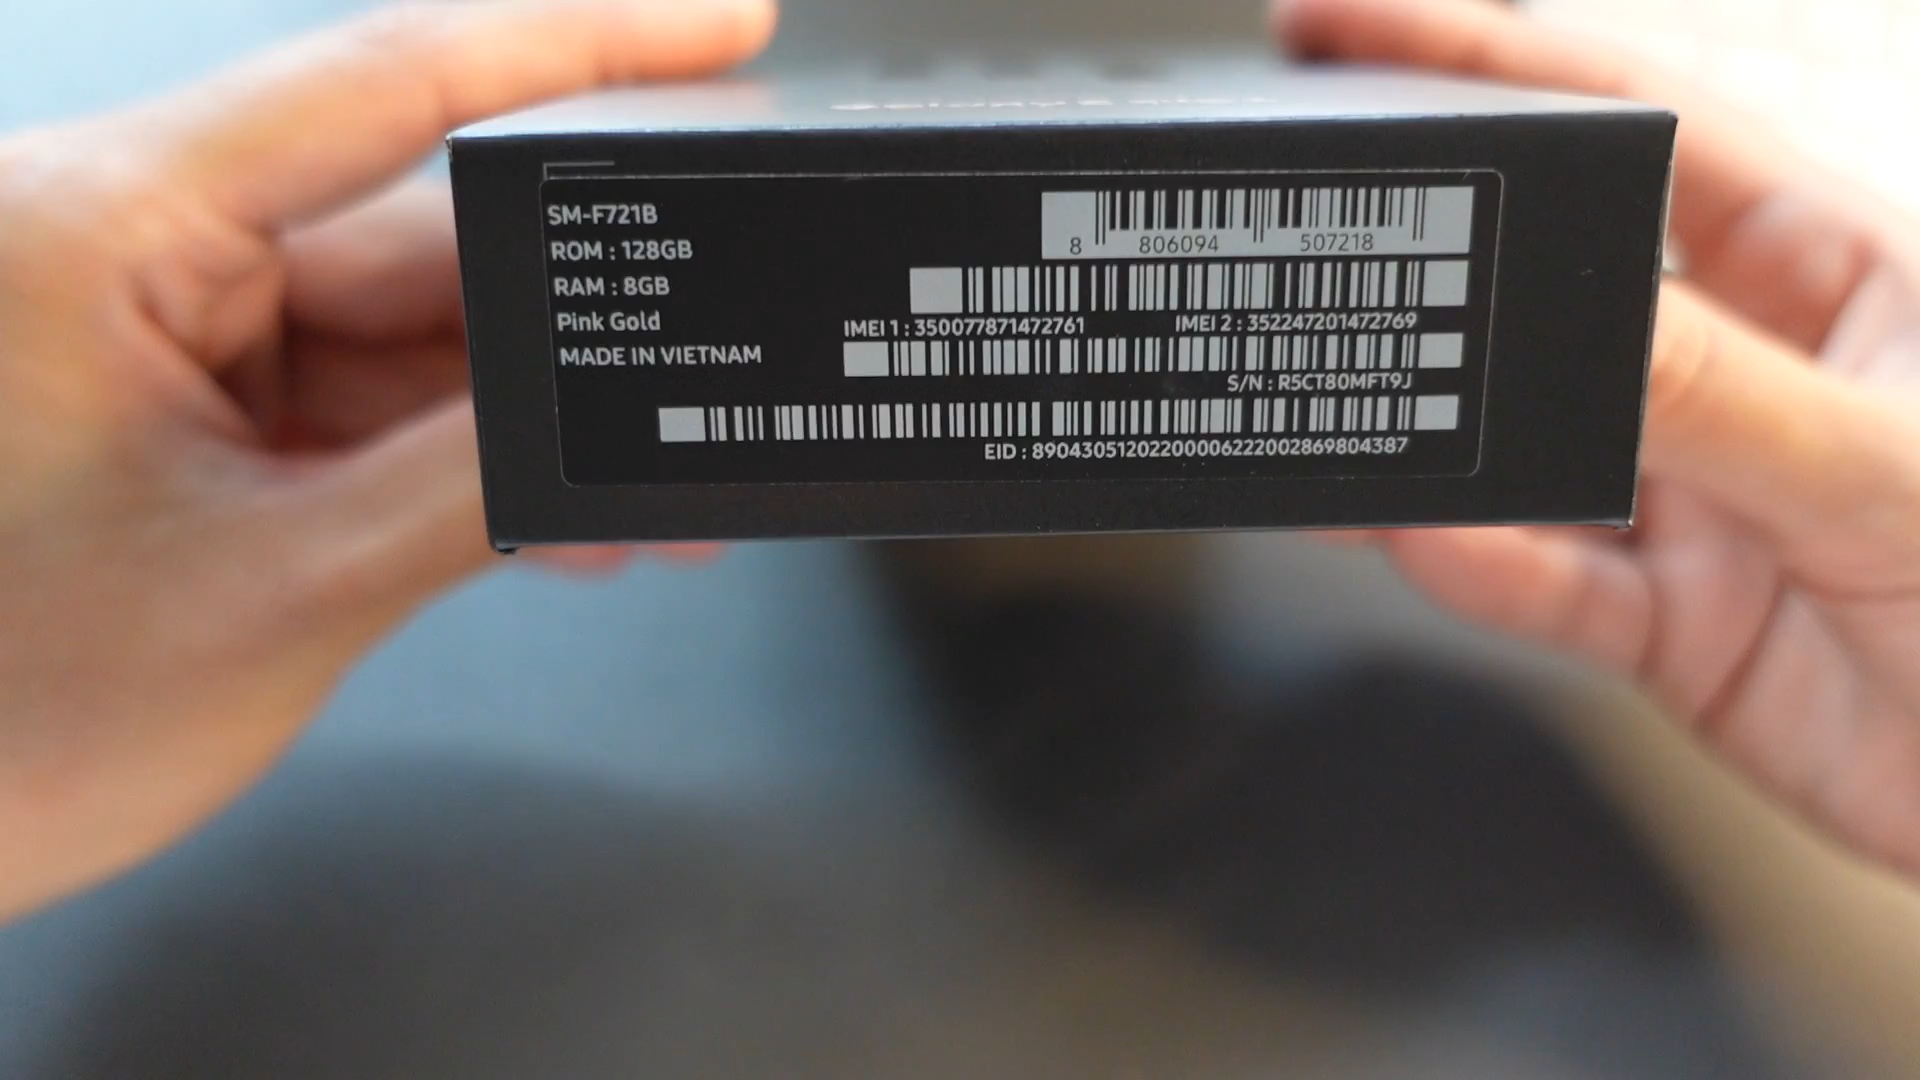 SM-F721B
ROM : 128GB
RAM : 8GB
Pink Gold
MADE IN VIETNAM
8 806094 507218
IMEI 1 : 350077871472761 IMEI 2 : 352247201472769
S/N : R5CT80MFT9J
EID : 89043051202200006222002869804387